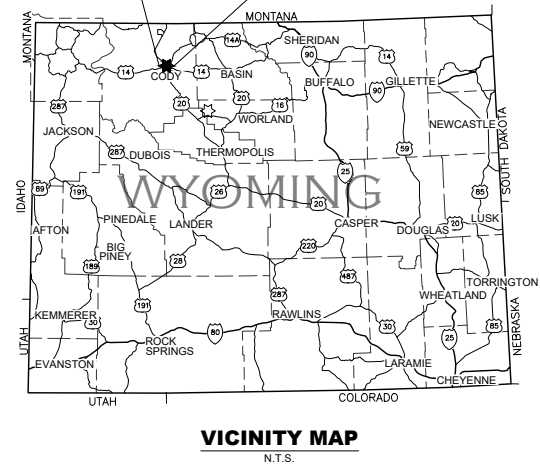 MONTANA
MONTANA
SHERIDAN
14A
90
14
14
CODY
14
BASIN
BUFFALO
GILLETTE
90
20
20
16
287
WORLAND
NEWCASTLE
JACKSON
SOUTH DAKOTA
287
DUBOIS
THERMOPOLIS
59
25
IDAHO
89
191
WYOMING
26
20
85
PINEDALE
LANDER
CASPER
DOUGLAS
20
LUSK
AFTON
BIG
PINEY
28
220
189
487
TORRINGTON
191
287
WHEATLAND
KEMMERER
30
RAWLINS
80
30
85
NEBRASKA
UTAH
ROCK
SPRINGS
25
EVANSTON
LARAMIE
CHEYENNE
UTAH
COLORADO
VICINITY MAP
N.T.S.